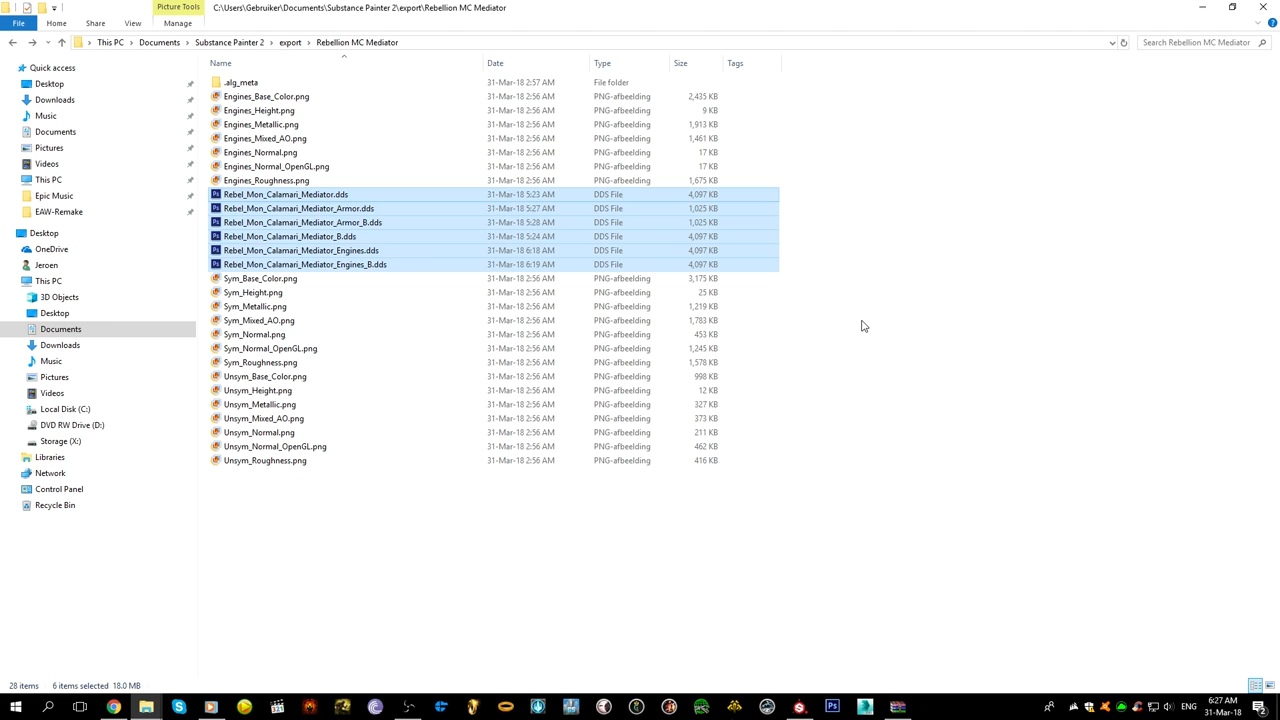 Picture Tools C:\Users\Gebruiker\Documents\Substance Painter 2\export\Rebellion MC Mediator
File Home Share View Manage
This PC Documents Substance Painter 2 export Rebellion MC Mediator Search Rebellion MC Mediator
Quick access
Desktop
Downloads
Music
Documents
Pictures
Videos
This PC
Epic Music
EAW-Remake
Desktop
OneDrive
Jeroen
This PC
3D Objects
Desktop
Documents
Downloads
Music
Pictures
Videos
Local Disk (C:)
DVD RW Drive (D:)
Storage (X:)
Libraries
Network
Control Panel
Recycle Bin
Name Date Type Size Tags
.alg_meta 31-Mar-18 2:57 AM File folder
Engines_Base_Color.png 31-Mar-18 2:56 AM PNG-afbeelding 2,435 KB
Engines_Height.png 31-Mar-18 2:56 AM PNG-afbeelding 9 KB
Engines_Metallic.png 31-Mar-18 2:56 AM PNG-afbeelding 1,913 KB
Engines_Mixed_AO.png 31-Mar-18 2:56 AM PNG-afbeelding 1,461 KB
Engines_Normal.png 31-Mar-18 2:56 AM PNG-afbeelding 17 KB
Engines_Normal_OpenGL.png 31-Mar-18 2:56 AM PNG-afbeelding 17 KB
Engines_Roughness.png 31-Mar-18 2:56 AM PNG-afbeelding 1,675 KB
Rebel_Mon_Calamari_Mediator.dds 31-Mar-18 5:23 AM DDS File 4,097 KB
Rebel_Mon_Calamari_Mediator_Armor.dds 31-Mar-18 5:27 AM DDS File 1,025 KB
Rebel_Mon_Calamari_Mediator_Armor_B.dds 31-Mar-18 5:28 AM DDS File 1,025 KB
Rebel_Mon_Calamari_Mediator_B.dds 31-Mar-18 5:24 AM DDS File 4,097 KB
Rebel_Mon_Calamari_Mediator_Engines.dds 31-Mar-18 6:18 AM DDS File 4,097 KB
Rebel_Mon_Calamari_Mediator_Engines_B.dds 31-Mar-18 6:19 AM DDS File 4,097 KB
Sym_Base_Color.png 31-Mar-18 2:56 AM PNG-afbeelding 3,175 KB
Sym_Height.png 31-Mar-18 2:56 AM PNG-afbeelding 25 KB
Sym_Metallic.png 31-Mar-18 2:56 AM PNG-afbeelding 1,219 KB
Sym_Mixed_AO.png 31-Mar-18 2:56 AM PNG-afbeelding 1,783 KB
Sym_Normal.png 31-Mar-18 2:56 AM PNG-afbeelding 453 KB
Sym_Normal_OpenGL.png 31-Mar-18 2:56 AM PNG-afbeelding 1,245 KB
Sym_Roughness.png 31-Mar-18 2:56 AM PNG-afbeelding 1,578 KB
Unsym_Base_Color.png 31-Mar-18 2:56 AM PNG-afbeelding 998 KB
Unsym_Height.png 31-Mar-18 2:56 AM PNG-afbeelding 12 KB
Unsym_Metallic.png 31-Mar-18 2:56 AM PNG-afbeelding 327 KB
Unsym_Mixed_AO.png 31-Mar-18 2:56 AM PNG-afbeelding 373 KB
Unsym_Normal.png 31-Mar-18 2:56 AM PNG-afbeelding 211 KB
Unsym_Normal_OpenGL.png 31-Mar-18 2:56 AM PNG-afbeelding 462 KB
Unsym_Roughness.png 31-Mar-18 2:56 AM PNG-afbeelding 416 KB
28 items 6 items selected 18.0 MB
6:27 AM
31-Mar-18